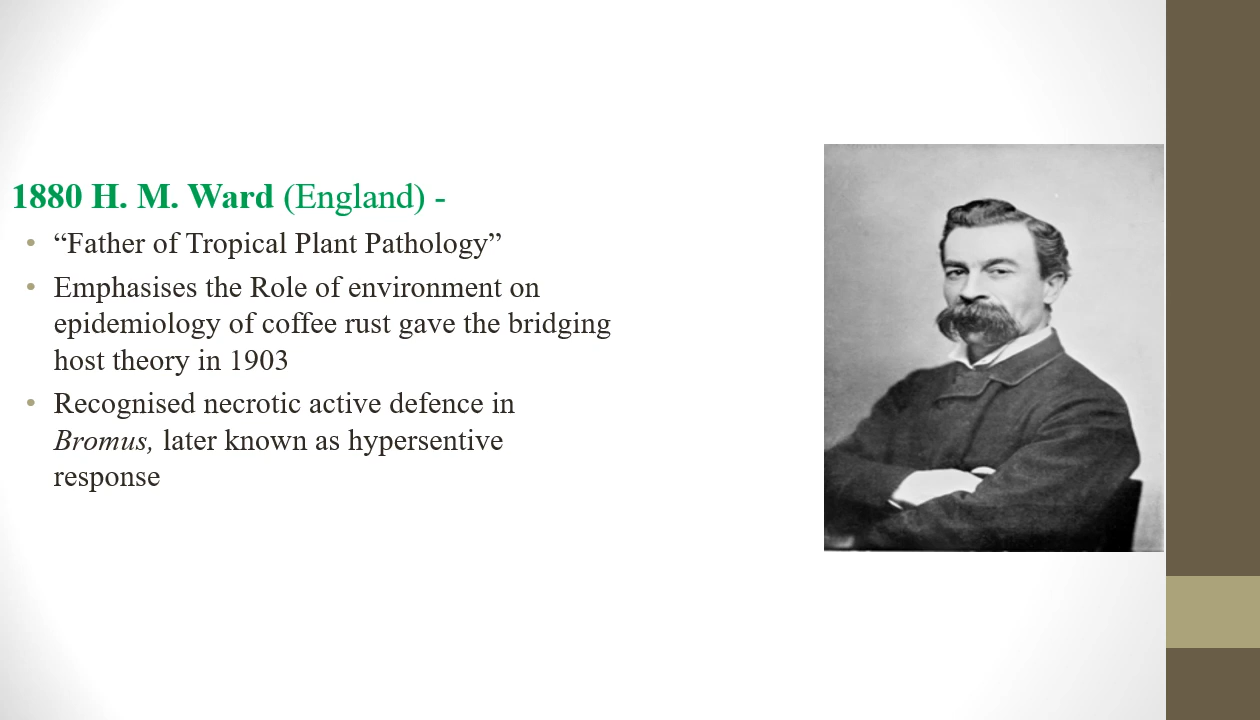 1880 H. M. Ward (England) -
• “Father of Tropical Plant Pathology”
• Emphasises the Role of environment on
epidemiology of coffee rust gave the bridging
host theory in 1903
• Recognised necrotic active defence in
Bromus, later known as hypersentive
response